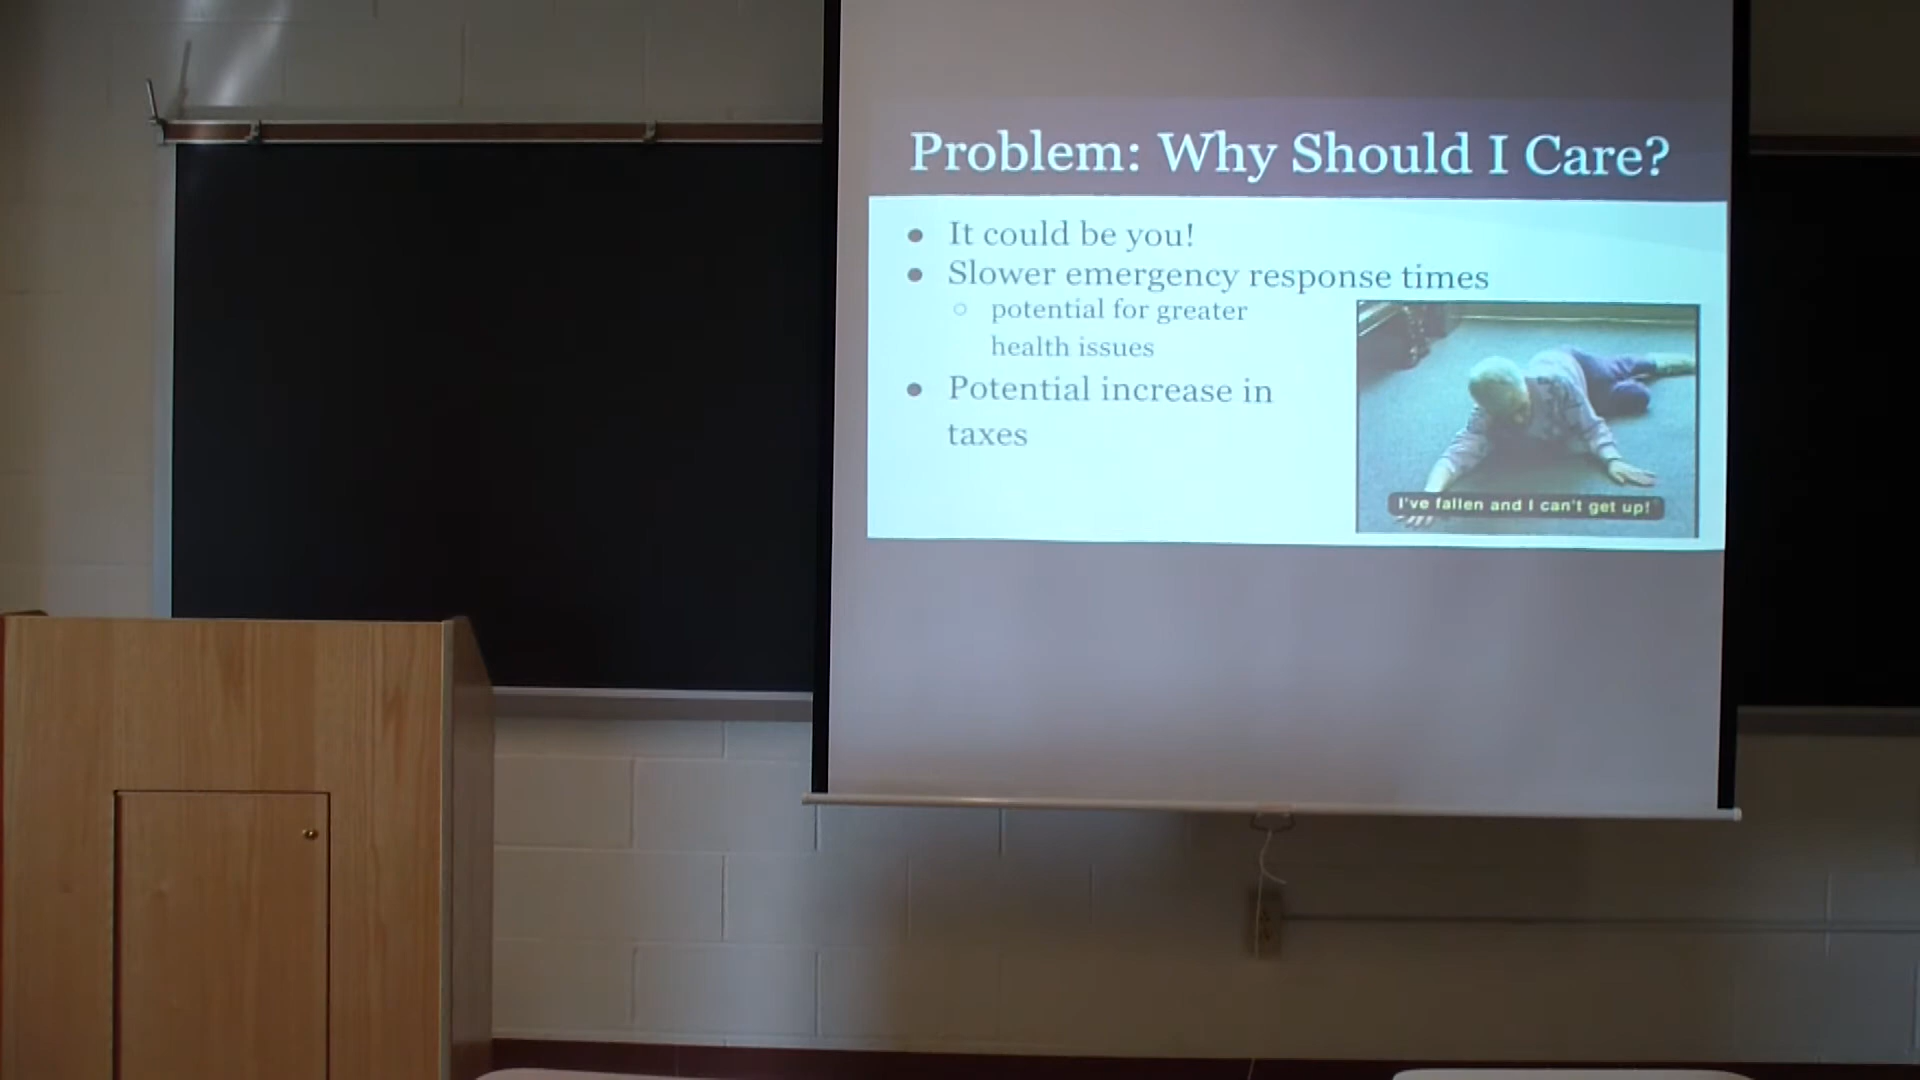 Problem: Why Should I Care?
● It could be you!
● Slower emergency response times
○ potential for greater
health issues
● Potential increase in
taxes
I've fallen and I can't get up!